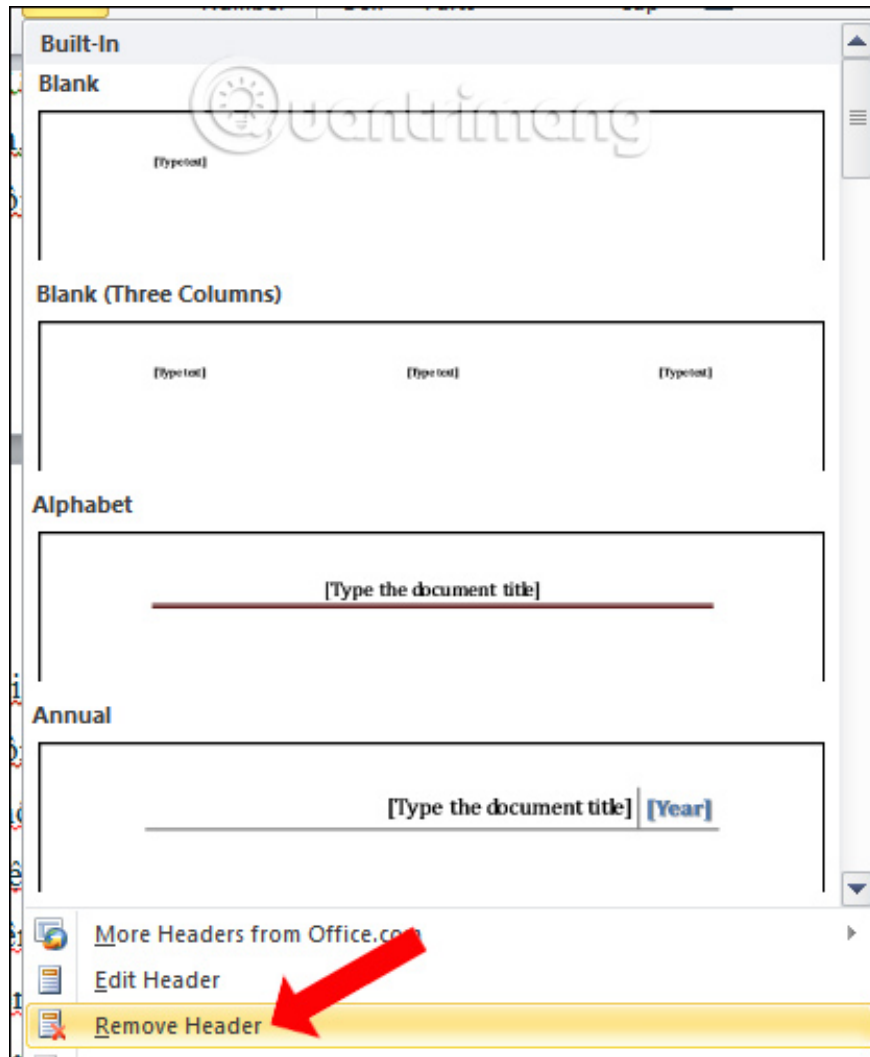 Built-In
Blank
Quantrimang
[Type text]
Blank (Three Columns)
[Type text] [Type text] [Type text]
Alphabet
[Type the document title]
Annual
[Type the document title] [Year]
More Headers from Office.com
Edit Header
Remove Header